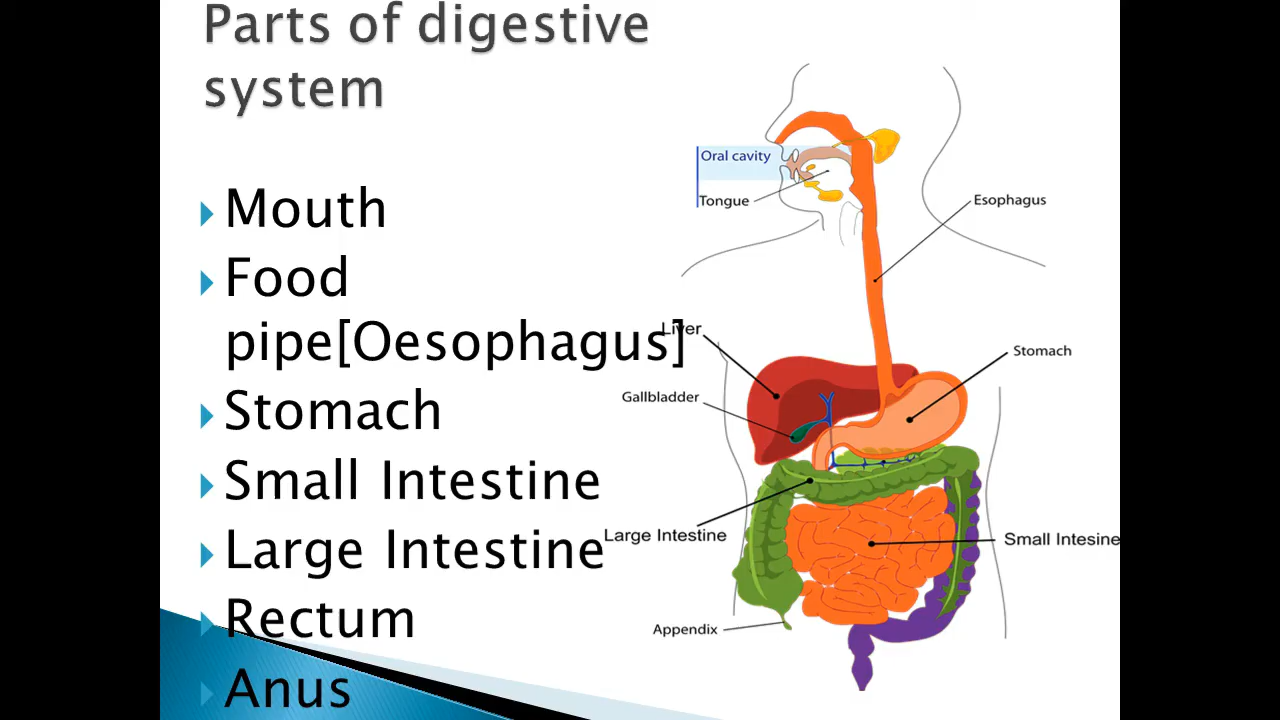 Parts of digestive
system
Mouth
Food
pipe[Oesophagus]
Stomach
Small Intestine
Large Intestine
Rectum
Anus
Oral cavity
Tongue
Esophagus
Liver
Stomach
Gallbladder
Large Intestine
Small Intesine
Appendix